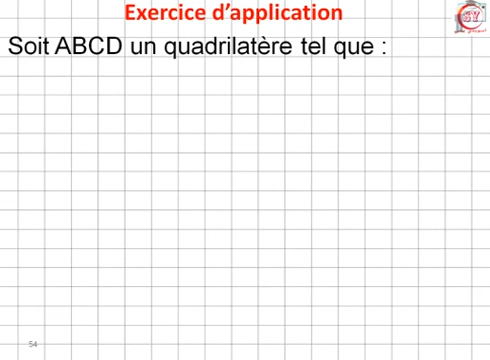 Exercice d'application
Soit ABCD un quadrilatère tel que :
54